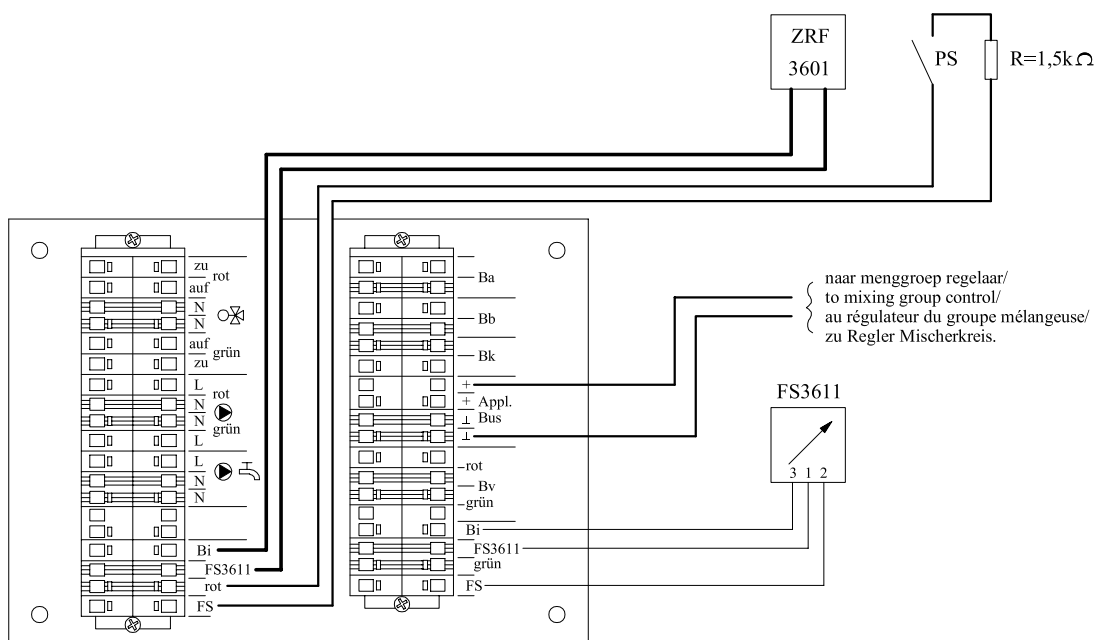 ZRF
3601
PS
R=1,5kΩ
zu
rot
auf
N
N
auf
grün
zu
L
rot
N
N
grün
L
L
N
N
Bi
FS3611
rot
FS
Ba
Bb
Bk
+
+ Appl.
⊥ Bus
⊥
rot
Bv
grün
Bi
FS3611
grün
FS
naar menggroep regelaar/
to mixing group control/
au régulateur du groupe mélangeuse/
zu Regler Mischerkreis.
FS3611
3 1 2